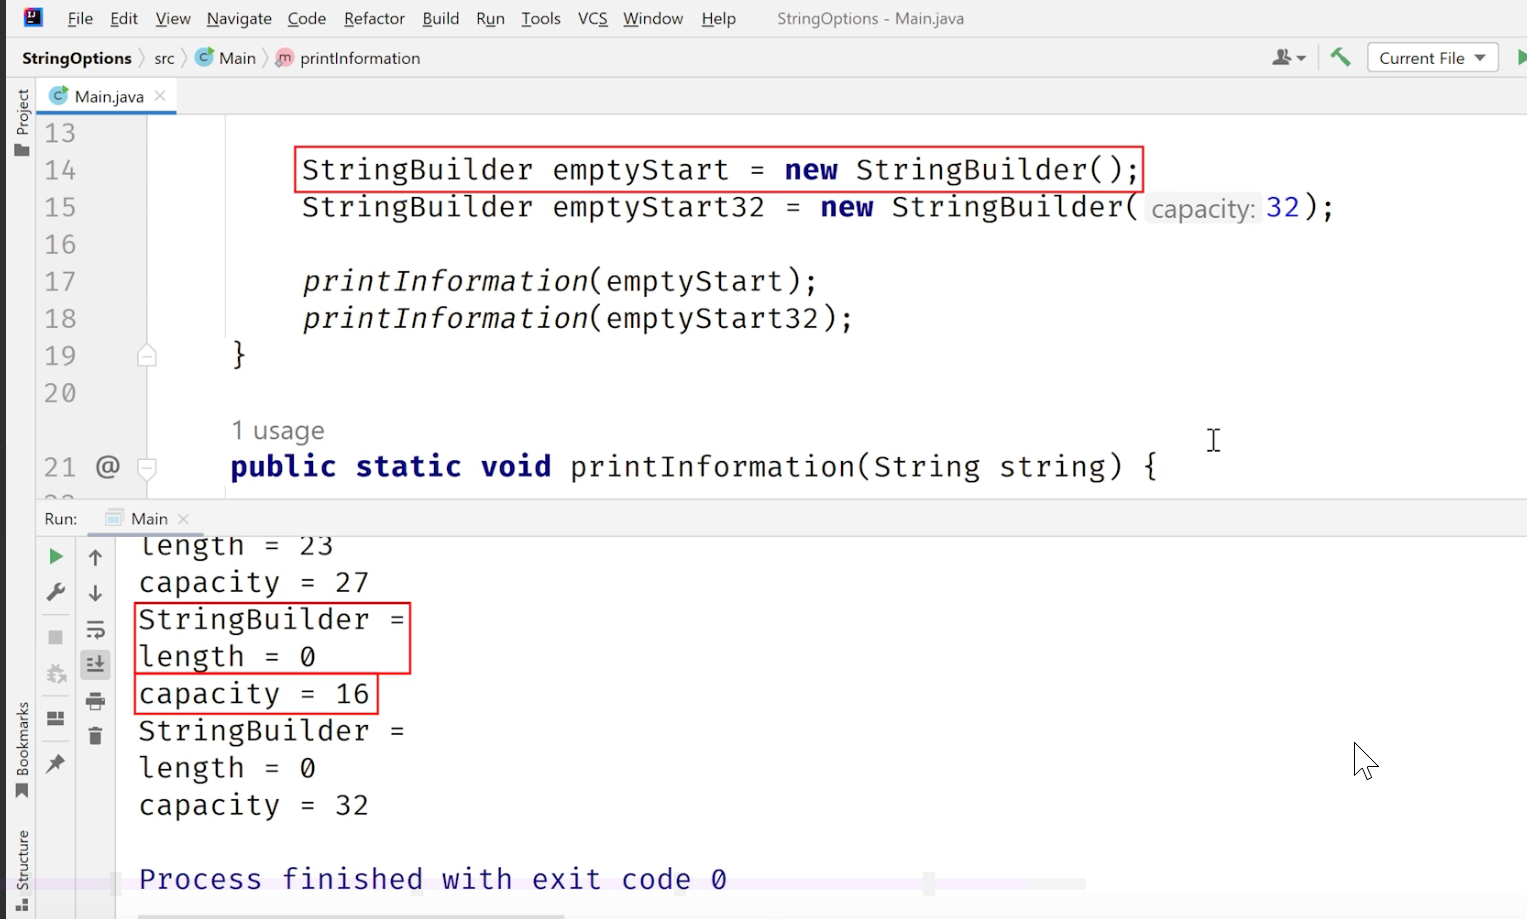 File Edit View Navigate Code Refactor Build Run Tools VCS Window Help StringOptions - Main.java
StringOptions src Main printInformation Current File
Main.java
Project
13
14 StringBuilder emptyStart = new StringBuilder();
15 StringBuilder emptyStart32 = new StringBuilder( capacity: 32);
16
17 printInformation(emptyStart);
18 printInformation(emptyStart32);
19 }
20
1 usage
21 @ public static void printInformation(String string) {
Run: Main
length = 23
capacity = 27
StringBuilder =
length = 0
capacity = 16
StringBuilder =
length = 0
capacity = 32
Process finished with exit code 0
Bookmarks
Structure